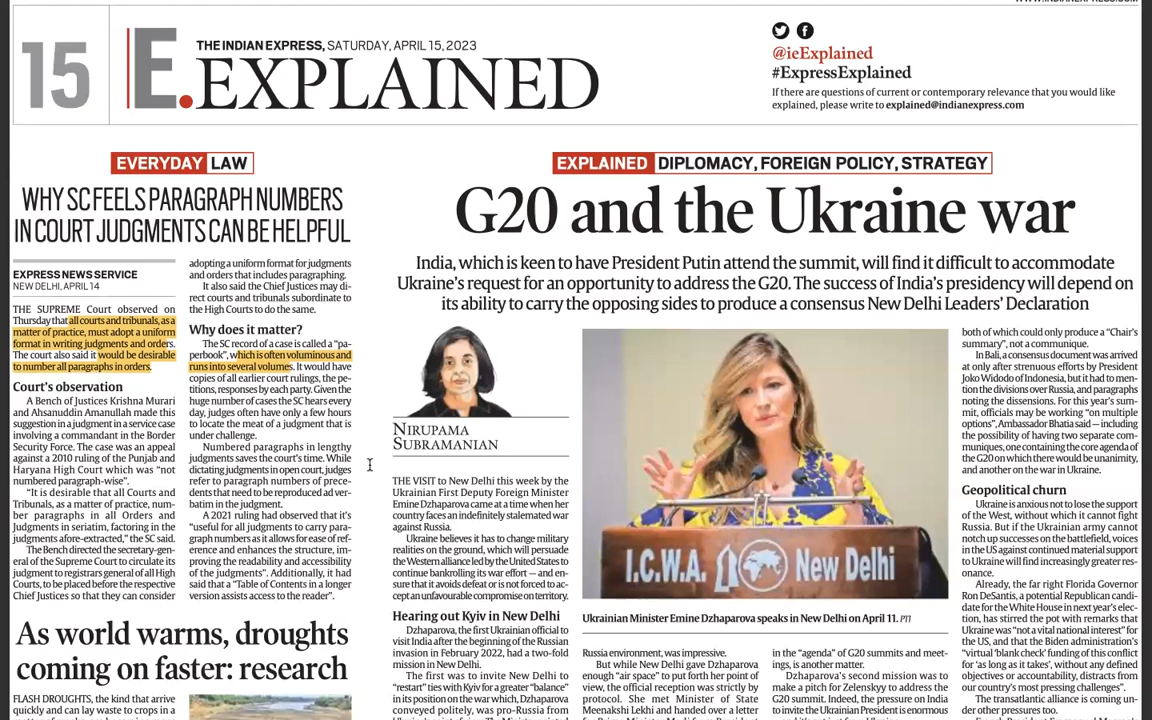 WWW.INDIANEXPRESS.COM
15
E.EXPLAINED
THE INDIAN EXPRESS, SATURDAY, APRIL 15, 2023
@ieExplained
#ExpressExplained
If there are questions of current or contemporary relevance that you would like
explained, please write to explained@indianexpress.com
EVERYDAY LAW
WHY SC FEELS PARAGRAPH NUMBERS
IN COURT JUDGMENTS CAN BE HELPFUL
EXPRESS NEWS SERVICE
NEW DELHI, APRIL 14
THE SUPREME Court observed on
Thursday that all courts and tribunals, as a
matter of practice, must adopt a uniform
format in writing judgments and orders.
The court also said it would be desirable
to number all paragraphs in orders.
Court's observation
A Bench of Justices Krishna Murari
and Ahsanuddin Amanullah made this
suggestion in a judgment in a service case
involving a commandant in the Border
Security Force. The case was an appeal
against a 2010 ruling of the Punjab and
Haryana High Court which was "not
numbered paragraph-wise".
"It is desirable that all Courts and
Tribunals, as a matter of practice, num-
ber paragraphs in all Orders and
Judgments in seriatim, factoring in the
judgments afore-extracted," the SC said.
The Bench directed the secretary-gen-
eral of the Supreme Court to circulate its
judgment to registrars general of all High
Courts, to be placed before the respective
Chief Justices so that they can consider
adopting a uniform format for judgments
and orders that includes paragraphing.
It also said the Chief Justices may di-
rect courts and tribunals subordinate to
the High Courts to do the same.
Why does it matter?
The SC record of a case is called a "pa-
perbook", which is often voluminous and
runs into several volumes. It would have
copies of all earlier court rulings, the pe-
titions, responses by each party. Given the
huge number of cases the SC hears every
day, judges often have only a few hours
to locate the meat of a judgment that is
under challenge.
Numbered paragraphs in lengthy
judgments saves the court's time. While
dictating judgments in open court, judges
refer to paragraph numbers of prece-
dents that need to be reproduced ad ver-
batim in the judgment.
A 2021 ruling had observed that it's
"useful for all judgments to carry para-
graph numbers as it allows for ease of ref-
erence and enhances the structure, im-
proving the readability and accessibility
of the judgments". Additionally, it had
said that a "Table of Contents in a longer
version assists access to the reader".
As world warms, droughts
coming on faster: research
FLASH DROUGHTS, the kind that arrive
quickly and can lay waste to crops in a
EXPLAINED DIPLOMACY, FOREIGN POLICY, STRATEGY
G20 and the Ukraine war
India, which is keen to have President Putin attend the summit, will find it difficult to accommodate
Ukraine's request for an opportunity to address the G20. The success of India's presidency will depend on
its ability to carry the opposing sides to produce a consensus New Delhi Leaders' Declaration
NIRUPAMA
SUBRAMANIAN
THE VISIT to New Delhi this week by the
Ukrainian First Deputy Foreign Minister
Emine Dzhaparova came at a time when her
country faces an indefinitely stalemated war
against Russia.
Ukraine believes it has to change military
realities on the ground, which will persuade
the Western alliance led by the United States to
continue bankrolling its war effort — and en-
sure that it avoids defeat or is not forced to ac-
cept an unfavourable compromise on territory.
Hearing out Kyiv in New Delhi
Dzhaparova, the first Ukrainian official to
visit India after the beginning of the Russian
invasion in February 2022, had a two-fold
mission in New Delhi.
The first was to invite New Delhi to
"restart" ties with Kyiv for a greater "balance"
in its position on the war which, Dzhaparova
conveyed politely, was pro-Russia from
I.C.W.A. New Delhi
Ukrainian Minister Emine Dzhaparova speaks in New Delhi on April 11. PTI
Russia environment, was impressive.
But while New Delhi gave Dzhaparova
enough "air space" to put forth her point of
view, the official reception was strictly by
protocol. She met Minister of State
Meenakshi Lekhi and handed over a letter
in the "agenda" of G20 summits and meet-
ings, is another matter.
Dzhaparova's second mission was to
make a pitch for Zelenskyy to address the
G20 summit. Indeed, the pressure on India
to invite the Ukraine President is enormous
both of which could only produce a "Chair's
summary", not a communique.
In Bali, a consensus document was arrived
at only after strenuous efforts by President
Joko Widodo of Indonesia, but it had to men-
tion the divisions over Russia, and paragraphs
noting the dissensions. For this year's sum-
mit, officials may be working "on multiple
options", Ambassador Bhatia said — including
the possibility of having two separate com-
muniques, one containing the core agenda of
the G20 on which there would be unanimity,
and another on the war in Ukraine.
Geopolitical churn
Ukraine is anxious not to lose the support
of the West, without which it cannot fight
Russia. But if the Ukrainian army cannot
notch up successes on the battlefield, voices
in the US against continued material support
to Ukraine will find increasingly greater res-
onance.
Already, the far right Florida Governor
Ron DeSantis, a potential Republican candi-
date for the White House in next year's elec-
tion, has stirred the pot with remarks that
Ukraine was "not a vital national interest" for
the US, and that the Biden administration's
"virtual 'blank check' funding of this conflict
for 'as long as it takes', without any defined
objectives or accountability, distracts from
our country's most pressing challenges".
The transatlantic alliance is coming un-
der other pressures too.